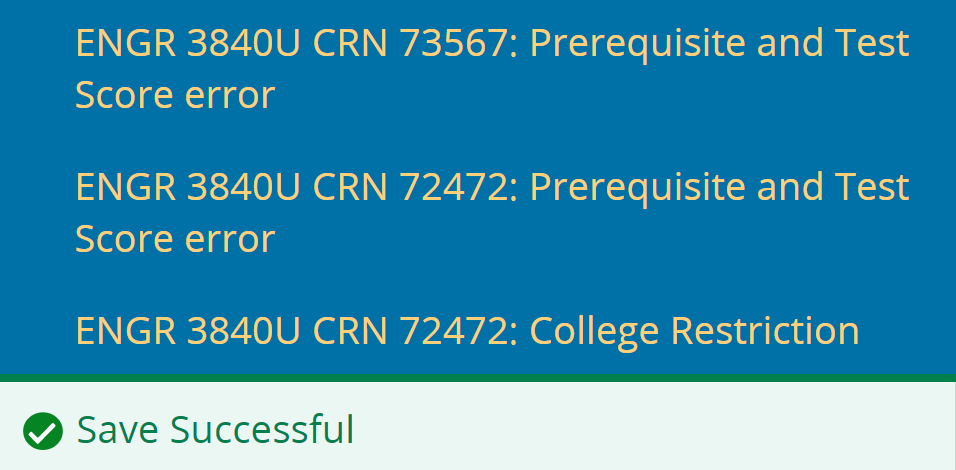 ENGR 3840U CRN 73567: Prerequisite and Test
Score error
ENGR 3840U CRN 72472: Prerequisite and Test
Score error
ENGR 3840U CRN 72472: College Restriction
Save Successful